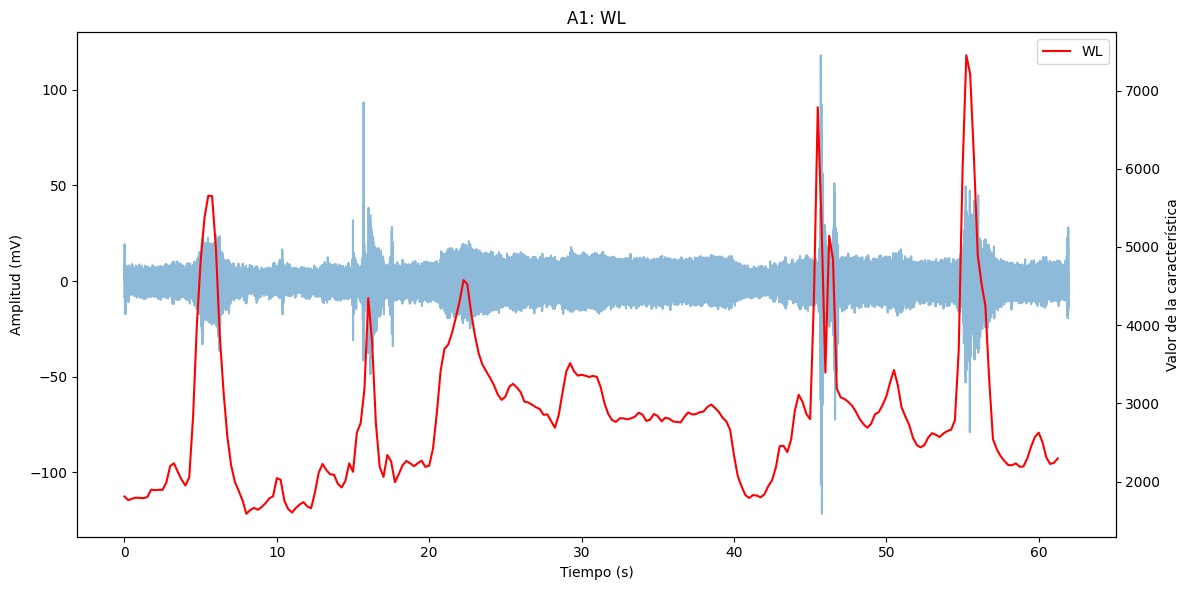 A1: WL
WL
100
50
0
−50
−100
Amplitud (mV)
7000
6000
5000
4000
3000
2000
Valor de la característica
0 10 20 30 40 50 60
Tiempo (s)